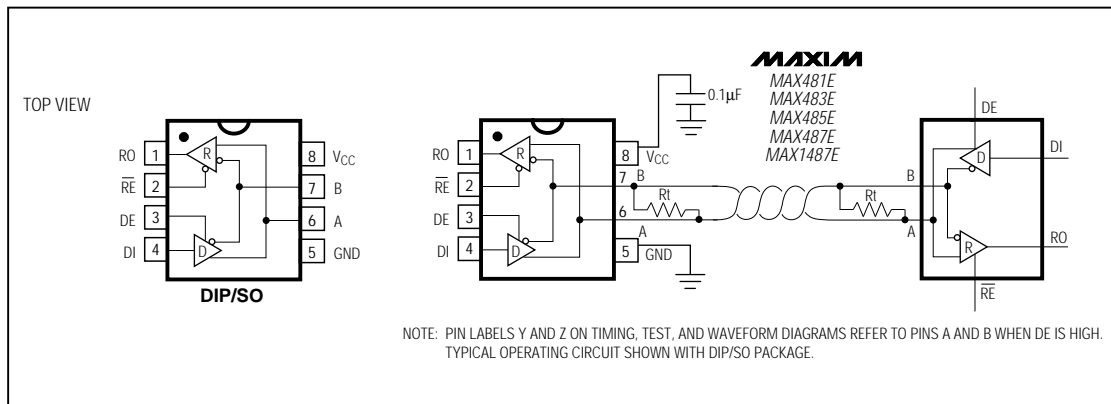 TOP VIEW
RO 1
RE 2
DE 3
DI 4
R
D
8 VCC
7 B
6 A
5 GND
DIP/SO
RO 1
RE 2
DE 3
DI 4
R
D
8 VCC
7 B
6 A
5 GND
0.1µF
Rt
MAXIM
MAX481E
MAX483E
MAX485E
MAX487E
MAX1487E
Rt
B
A
DE
D
DI
R
RO
RE
NOTE: PIN LABELS Y AND Z ON TIMING, TEST, AND WAVEFORM DIAGRAMS REFER TO PINS A AND B WHEN DE IS HIGH.
TYPICAL OPERATING CIRCUIT SHOWN WITH DIP/SO PACKAGE.